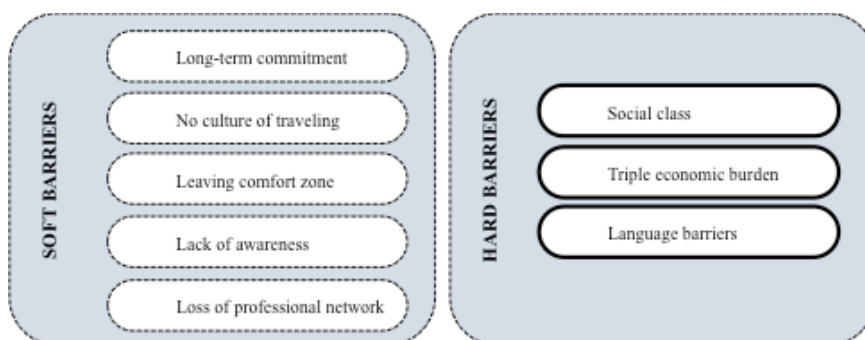 SOFT BARRIERS
Long-term commitment
No culture of traveling
Leaving comfort zone
Lack of awareness
Loss of professional network
HARD BARRIERS
Social class
Triple economic burden
Language barriers